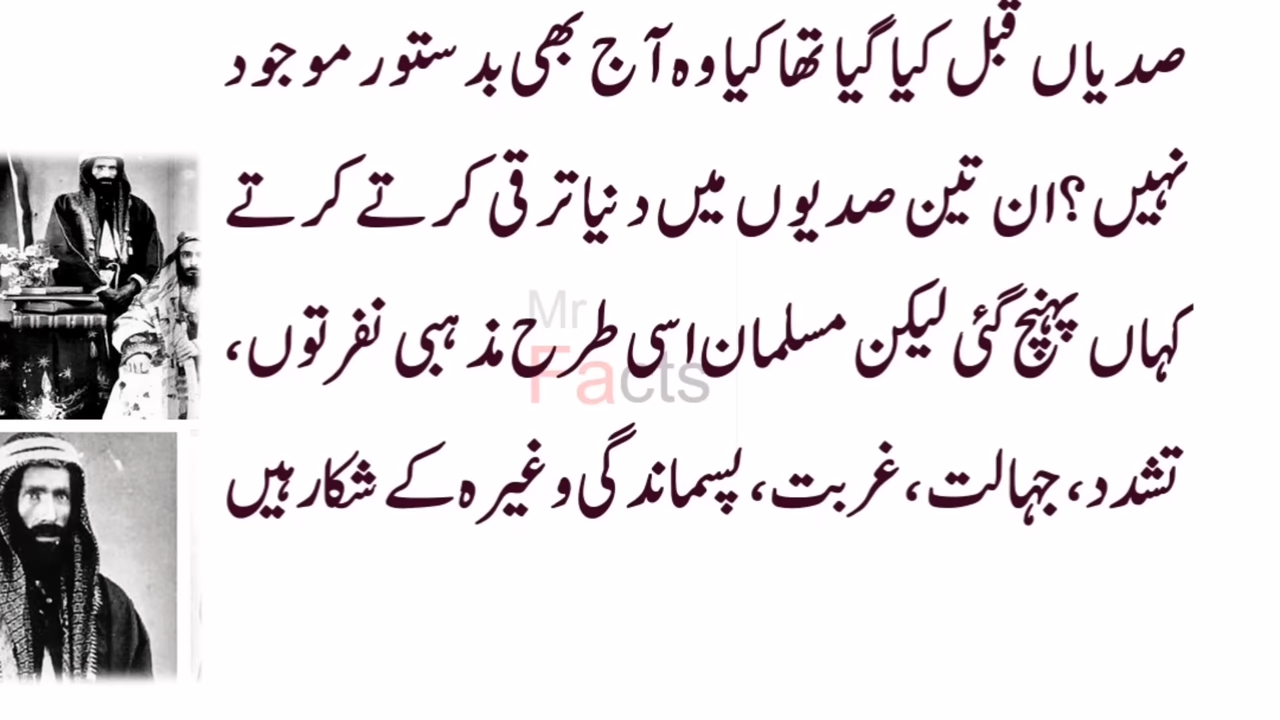 صدیاں قبل کیا گیا تھا کیا وہ آج بھی بدستور موجود
نہیں؟ ان تین صدیوں میں دنیا ترقی کرتے کرتے
کہاں پہنچ گئی لیکن مسلمان اسی طرح مذہبی نفرتوں،
تشدد، جہالت، غربت، پسماندگی وغیرہ کے شکار ہیں
Mr
Facts